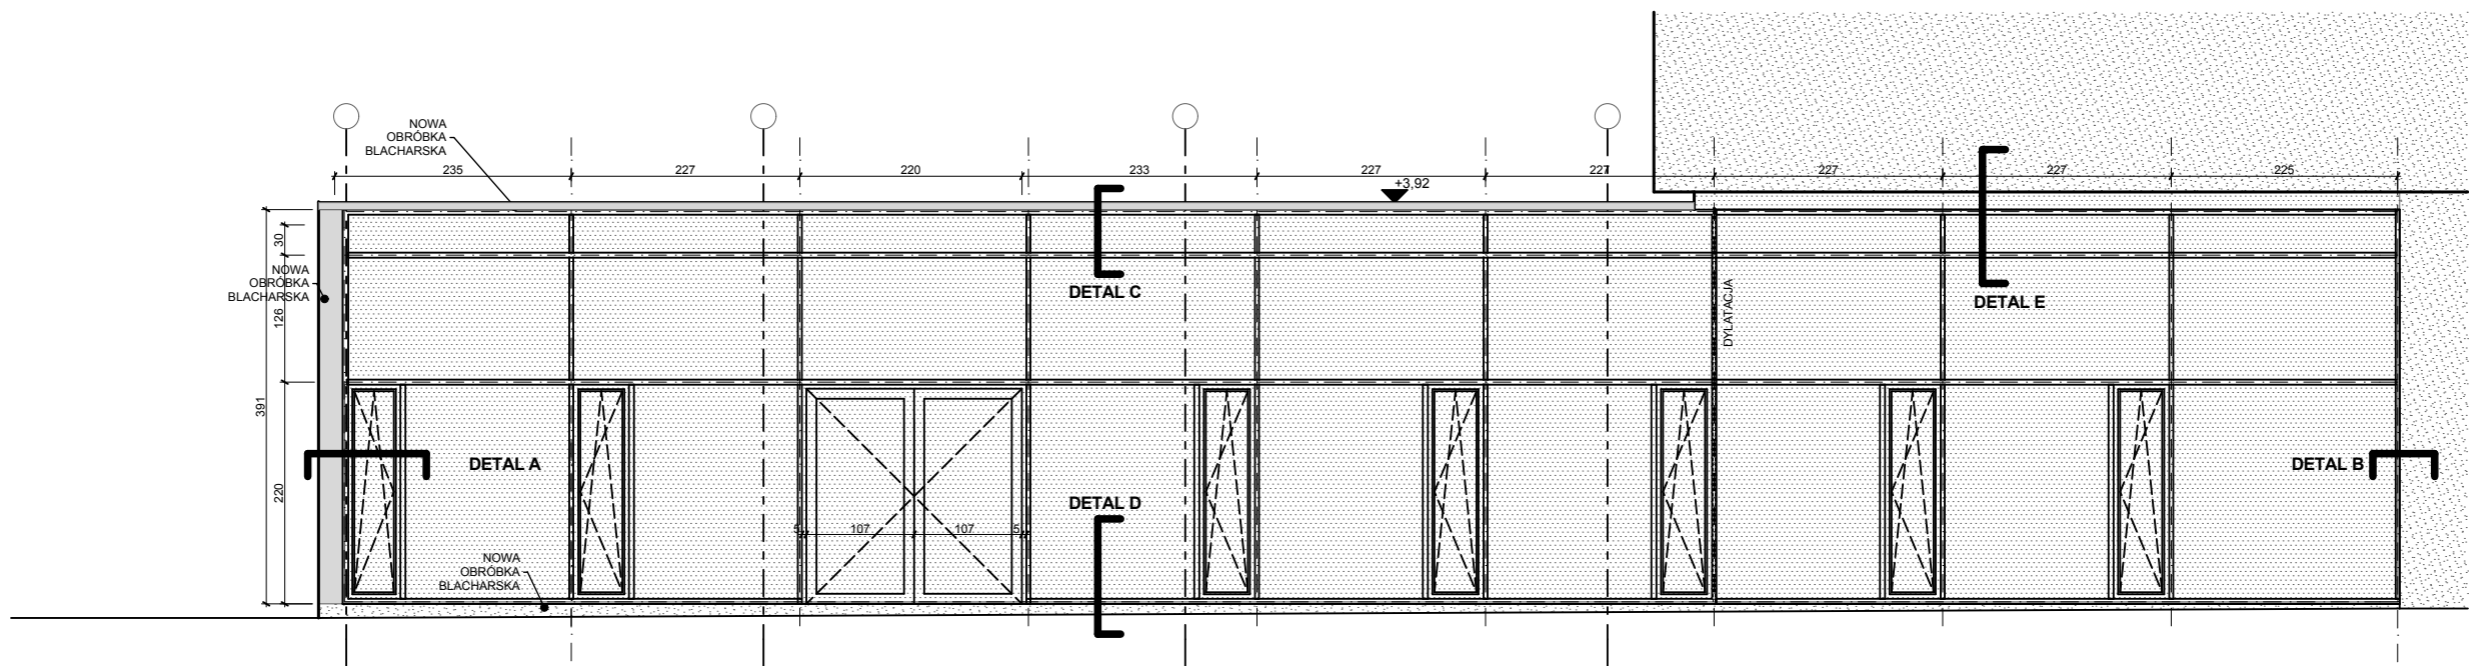 NOWA
OBRÓBKA
BLACHARSKA
235
227
220
233
227
227
227
227
225
+3,92
30
NOWA
OBRÓBKA
BLACHARSKA
126
391
220
DETAL C
DETAL E
DYLATACJA
DETAL A
DETAL B
DETAL D
5
107
107
5
NOWA
OBRÓBKA
BLACHARSKA